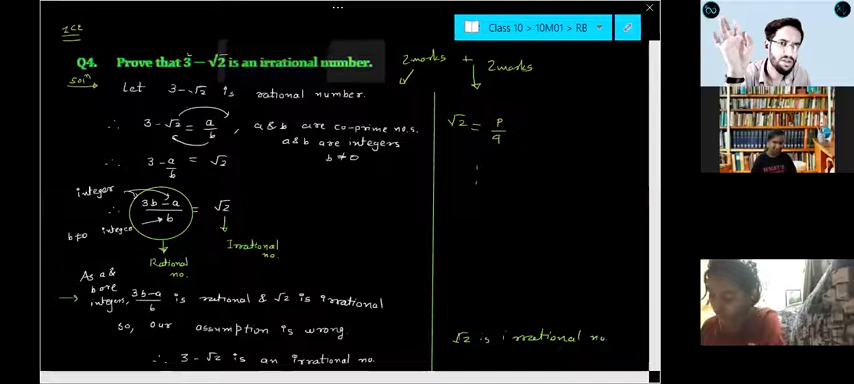 ...
Class 10 > 10M01 > RB
Q4. Prove that 3 − √2 is an irrational number.
2 marks + 2 marks
Solⁿ
Let 3-√2 is rational number.
∴ 3-√2 = a/b, a & b are co-prime no.s.
a & b are integers
b ≠ 0
∴ 3 - a/b = √2
integer
∴ 3b-a/b = √2
b≠0 integer
Rational no.
Irrational no.
As a & b are integers, 3b-a/b is rational & √2 is irrational
so, our assumption is wrong
∴ 3-√2 is an irrational no.
√2 = p/q
√2 is irrational no.